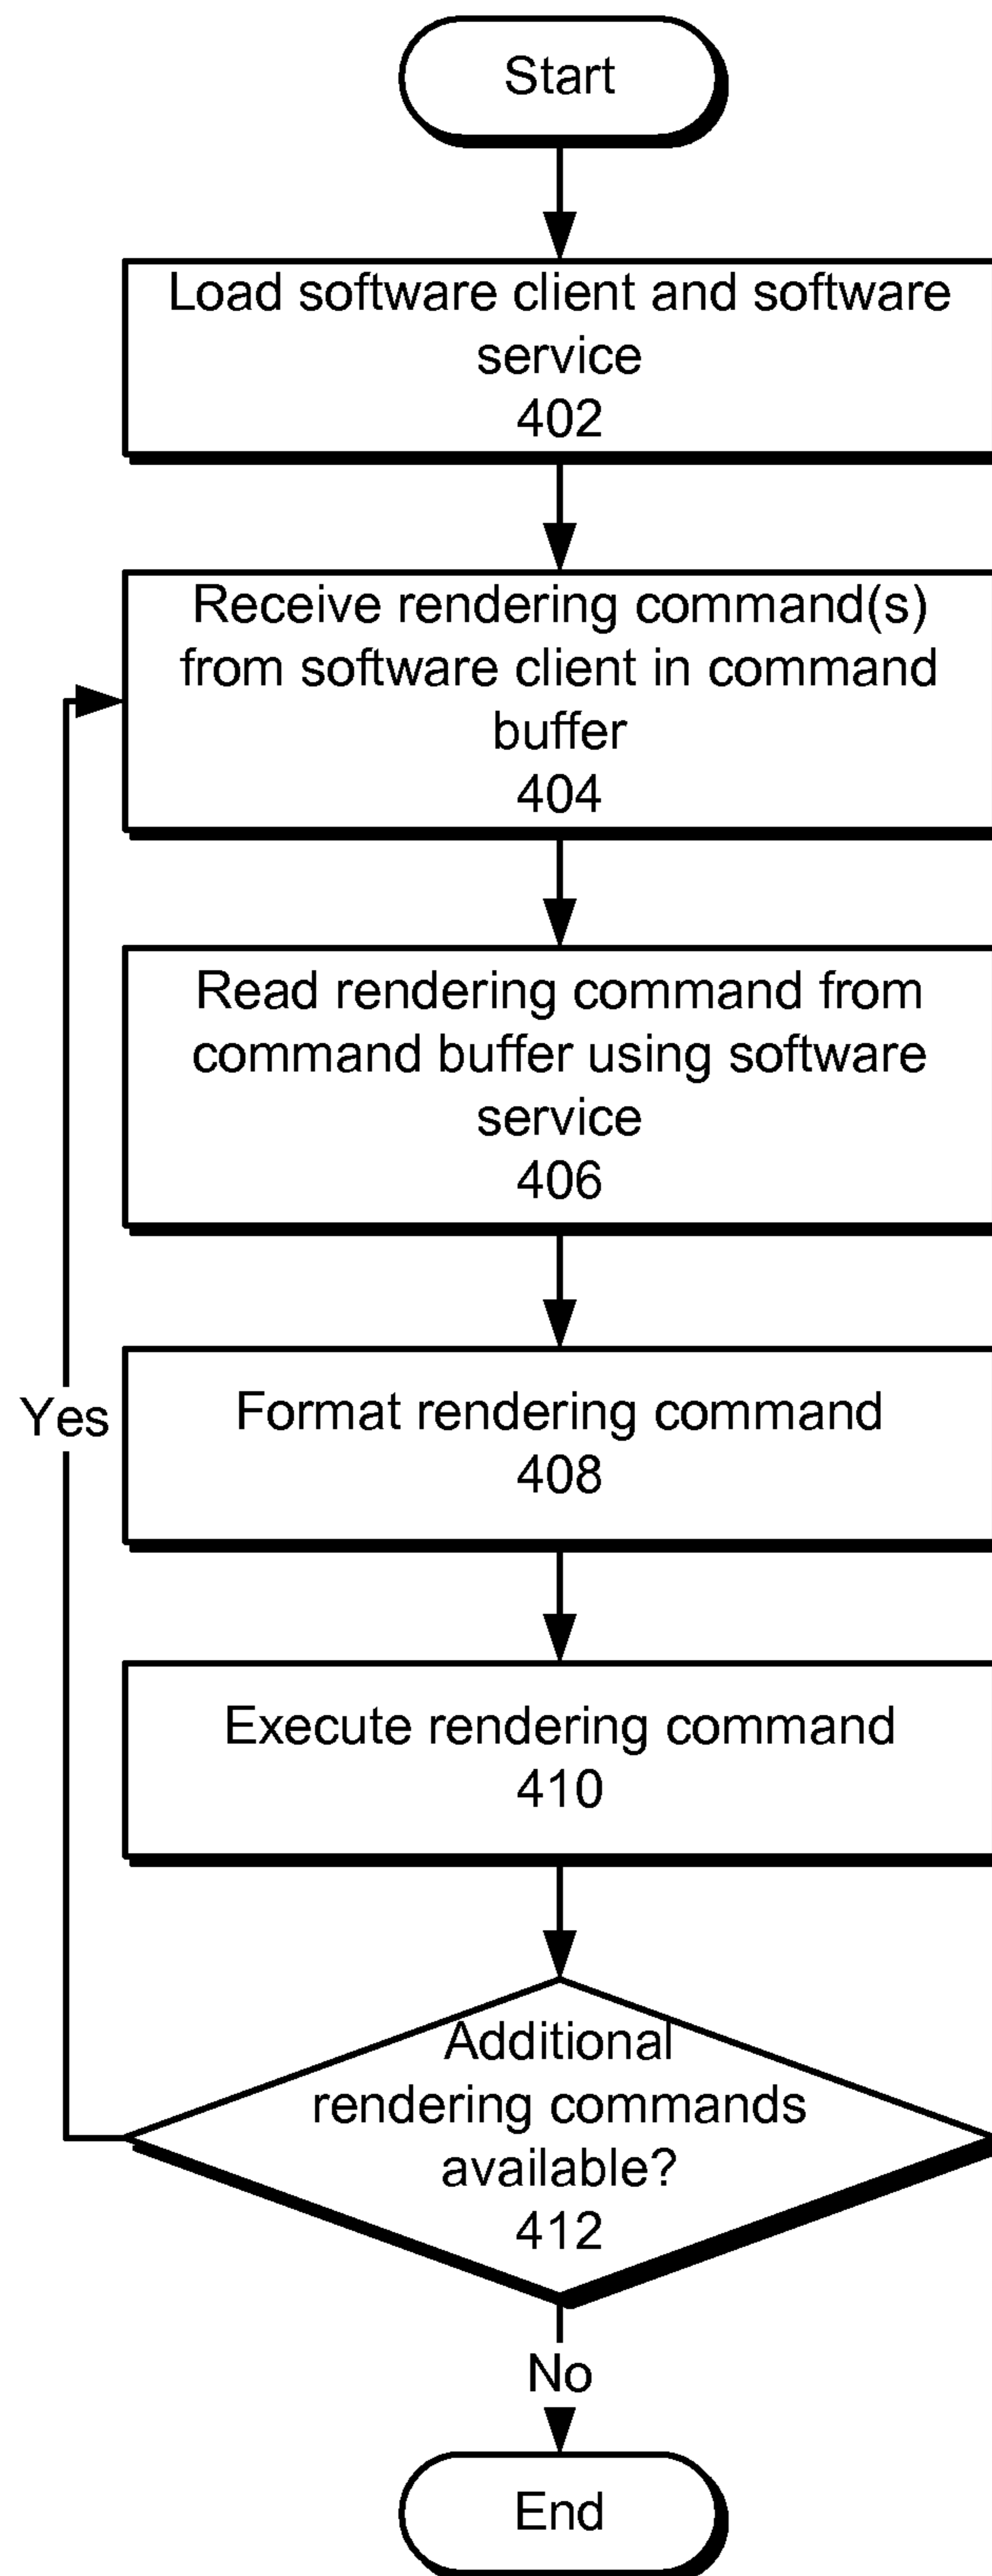 Start
Load software client and software
service
402
Receive rendering command(s)
from software client in command
buffer
404
Read rendering command from
command buffer using software
service
406
Format rendering command
408
Yes
Execute rendering command
410
Additional
rendering commands
available?
412
No
End